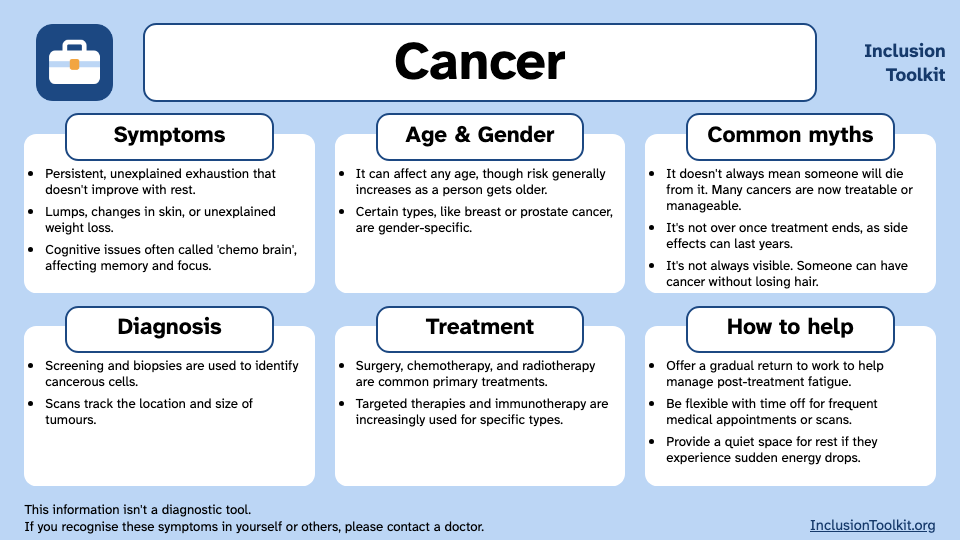 Cancer
Inclusion
Toolkit
Symptoms
• Persistent, unexplained exhaustion that
doesn't improve with rest.
• Lumps, changes in skin, or unexplained
weight loss.
• Cognitive issues often called 'chemo brain',
affecting memory and focus.
Age & Gender
• It can affect any age, though risk generally
increases as a person gets older.
• Certain types, like breast or prostate cancer,
are gender-specific.
Common myths
• It doesn't always mean someone will die
from it. Many cancers are now treatable or
manageable.
• It's not over once treatment ends, as side
effects can last years.
• It's not always visible. Someone can have
cancer without losing hair.
Diagnosis
• Screening and biopsies are used to identify
cancerous cells.
• Scans track the location and size of
tumours.
Treatment
• Surgery, chemotherapy, and radiotherapy
are common primary treatments.
• Targeted therapies and immunotherapy are
increasingly used for specific types.
How to help
• Offer a gradual return to work to help
manage post-treatment fatigue.
• Be flexible with time off for frequent
medical appointments or scans.
• Provide a quiet space for rest if they
experience sudden energy drops.
This information isn't a diagnostic tool.
If you recognise these symptoms in yourself or others, please contact a doctor.
InclusionToolkit.org